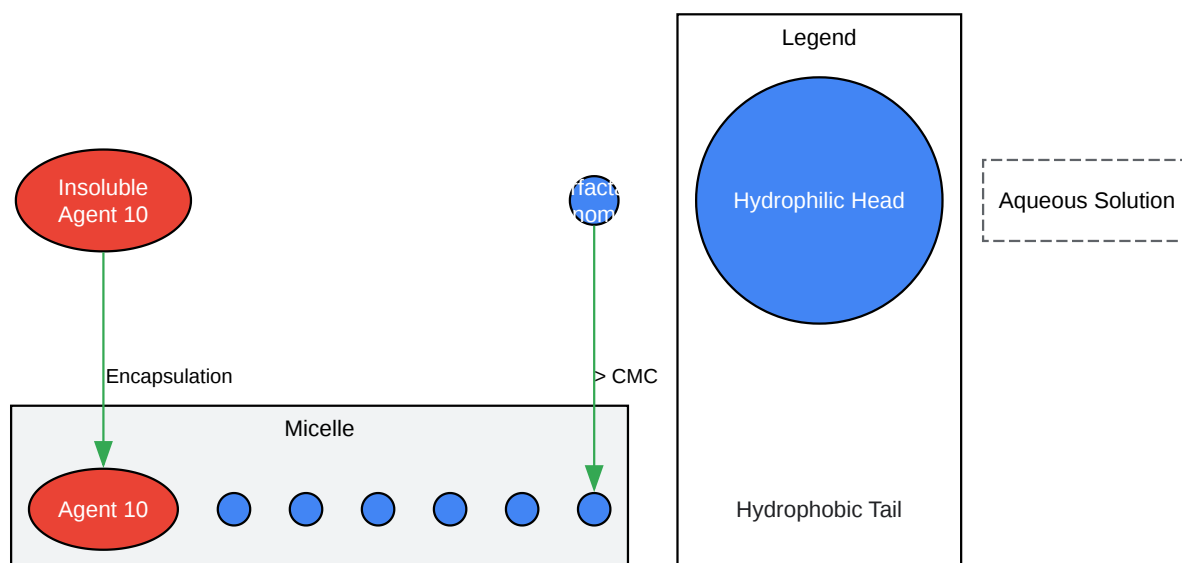 Legend
Insoluble
Agent 10
Hydrophilic Head
Aqueous Solution
Encapsulation
> CMC
Micelle
Agent 10
Hydrophobic Tail